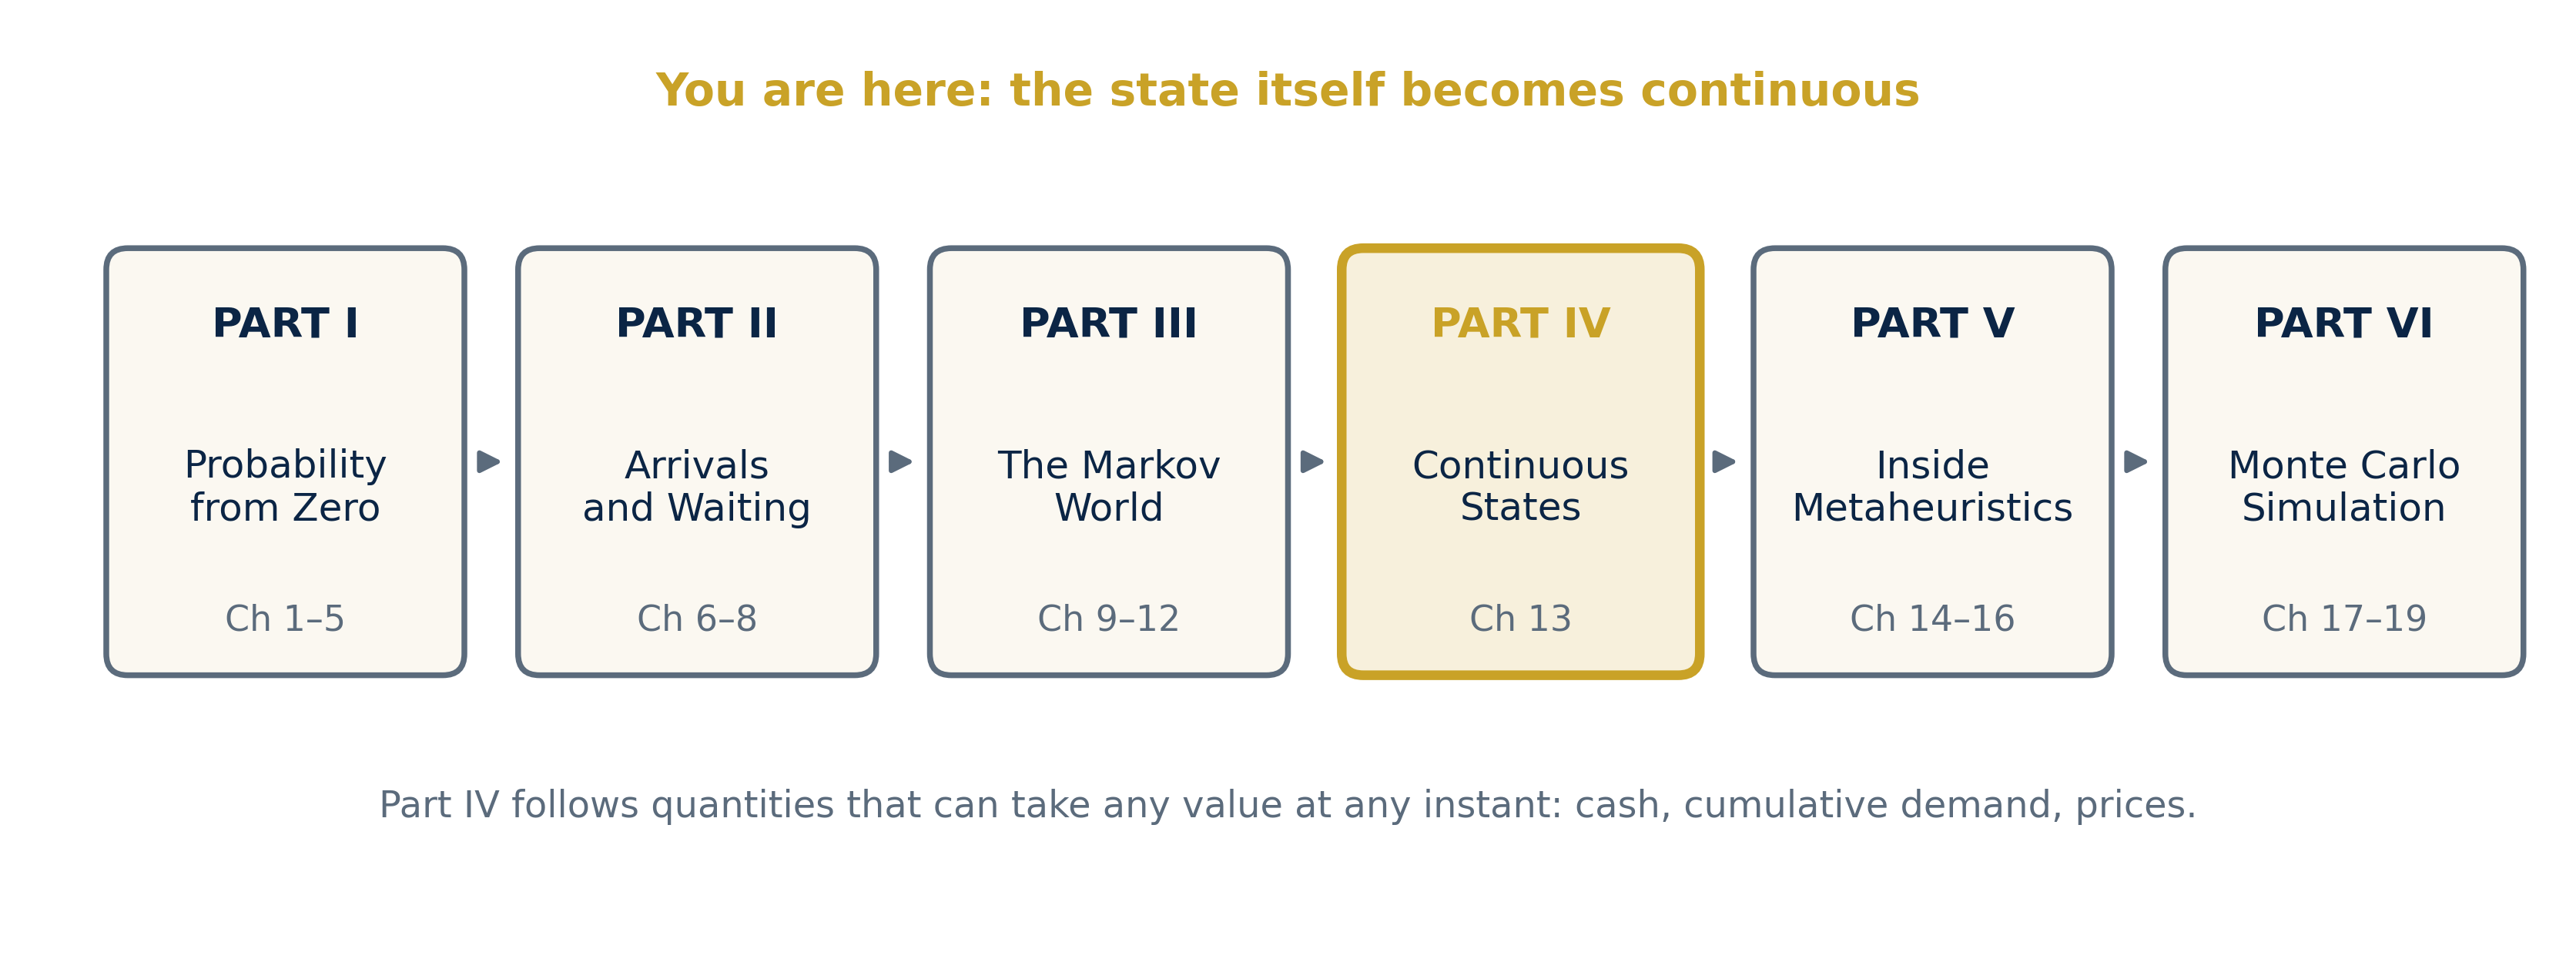 You are here: the state itself becomes continuous
PART I
Probability
from Zero
Ch 1–5
PART II
Arrivals
and Waiting
Ch 6–8
PART III
The Markov
World
Ch 9–12
PART IV
Continuous
States
Ch 13
PART V
Inside
Metaheuristics
Ch 14–16
PART VI
Monte Carlo
Simulation
Ch 17–19
Part IV follows quantities that can take any value at any instant: cash, cumulative demand, prices.